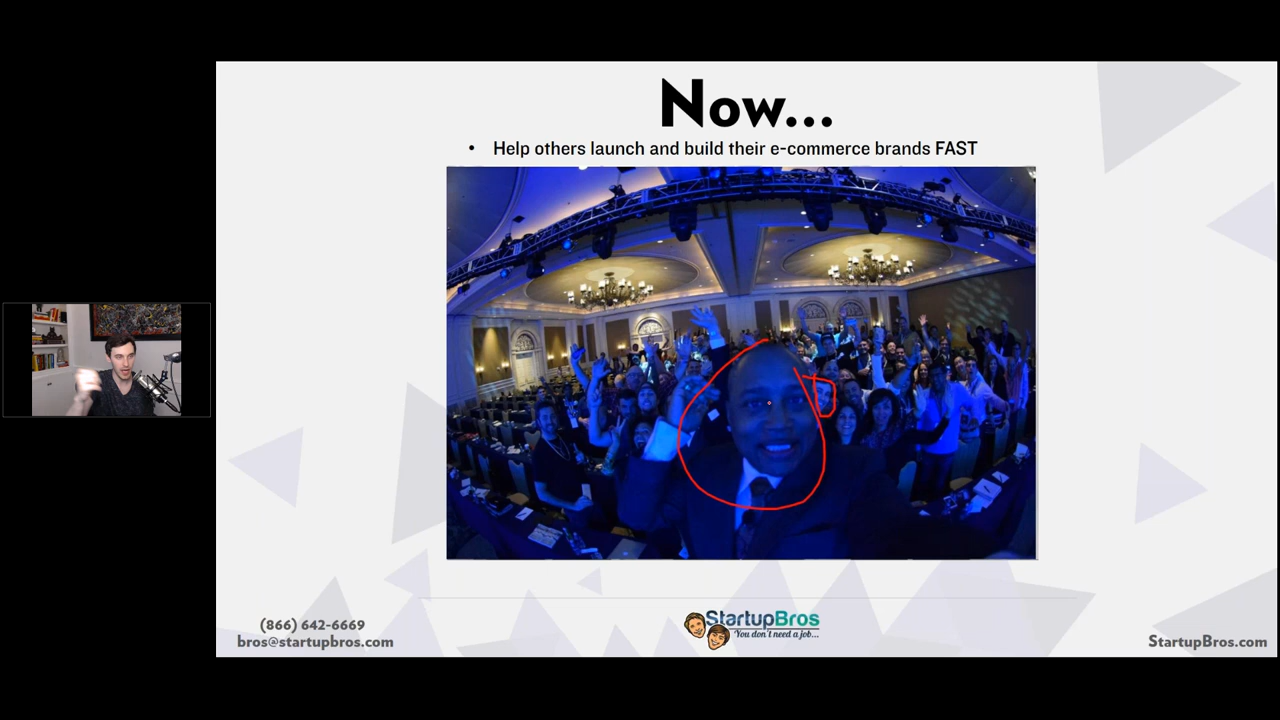 Now...
• Help others launch and build their e-commerce brands FAST
(866) 642-6669
bros@startupbros.com
StartupBros
"You don't need a job...
StartupBros.com